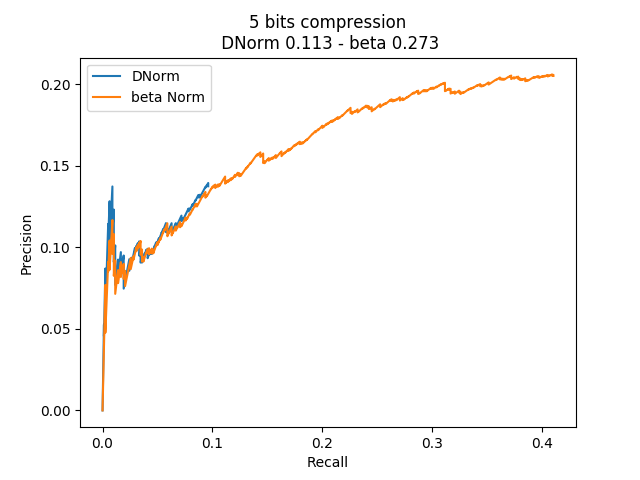 5 bits compression
DNorm 0.113 - beta 0.273
DNorm
beta Norm
0.20
0.15
0.10
0.05
0.00
Precision
0.0 0.1 0.2 0.3 0.4
Recall